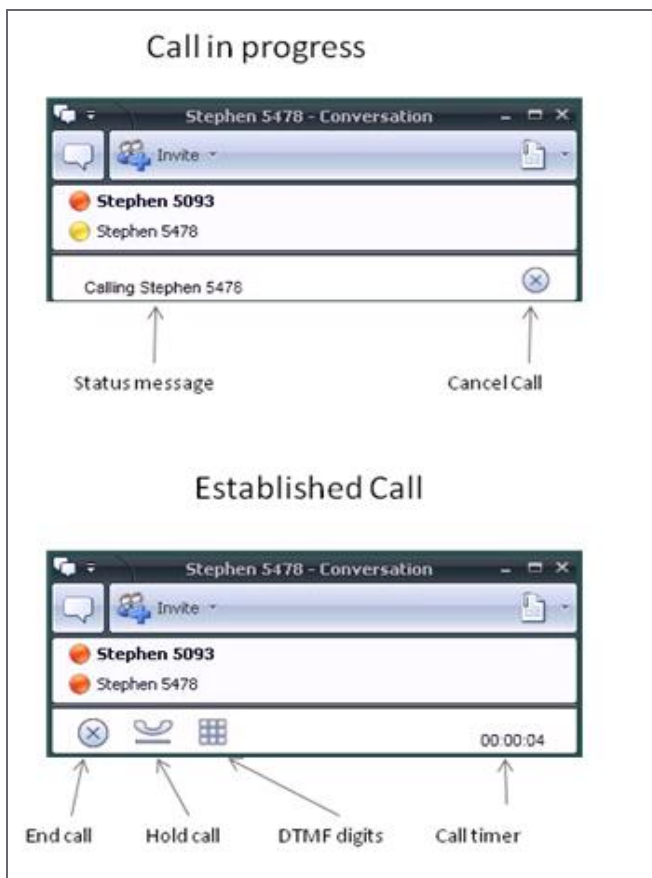 Call in progress
Stephen 5478 - Conversation
Invite
Stephen 5093
Stephen 5478
Calling Stephen 5478
Status message Cancel Call
Established Call
Stephen 5478 - Conversation
Invite
Stephen 5093
Stephen 5478
00:00:04
End call Hold call DTMF digits Call timer